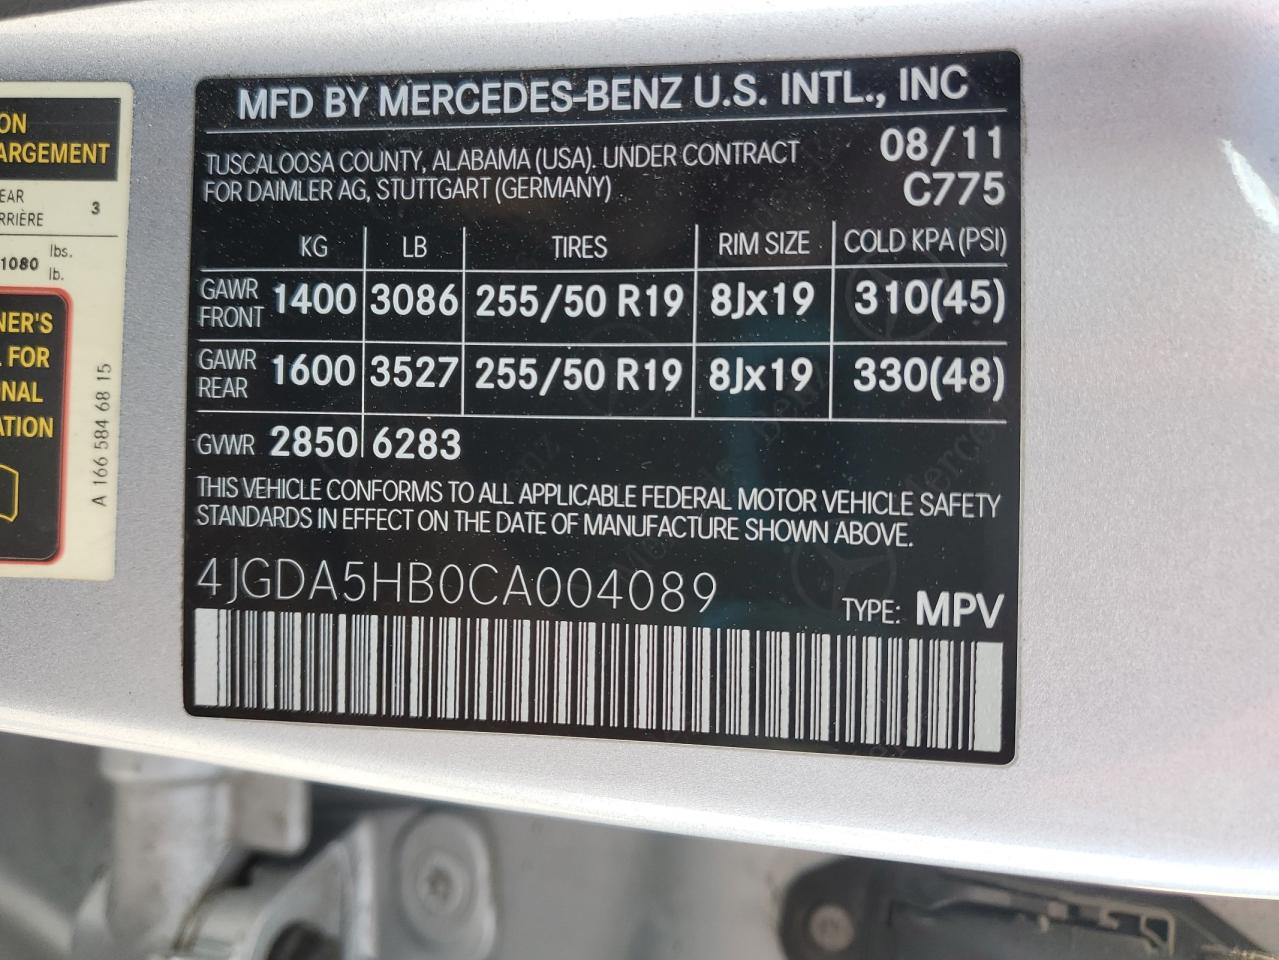 ON
ARGEMENT
EAR
RRIÈRE 3
1080 lbs.
lb.
NER'S
L FOR
NAL
ATION
A 166 584 68 15
MFD BY MERCEDES-BENZ U.S. INTL., INC
TUSCALOOSA COUNTY, ALABAMA (USA). UNDER CONTRACT 08/11
FOR DAIMLER AG, STUTTGART (GERMANY) C775
KG LB TIRES RIM SIZE COLD KPA (PSI)
GAWR FRONT 1400 3086 255/50 R19 8Jx19 310(45)
GAWR REAR 1600 3527 255/50 R19 8Jx19 330(48)
GVWR 2850 6283
THIS VEHICLE CONFORMS TO ALL APPLICABLE FEDERAL MOTOR VEHICLE SAFETY
STANDARDS IN EFFECT ON THE DATE OF MANUFACTURE SHOWN ABOVE.
4JGDA5HB0CA004089
TYPE: MPV